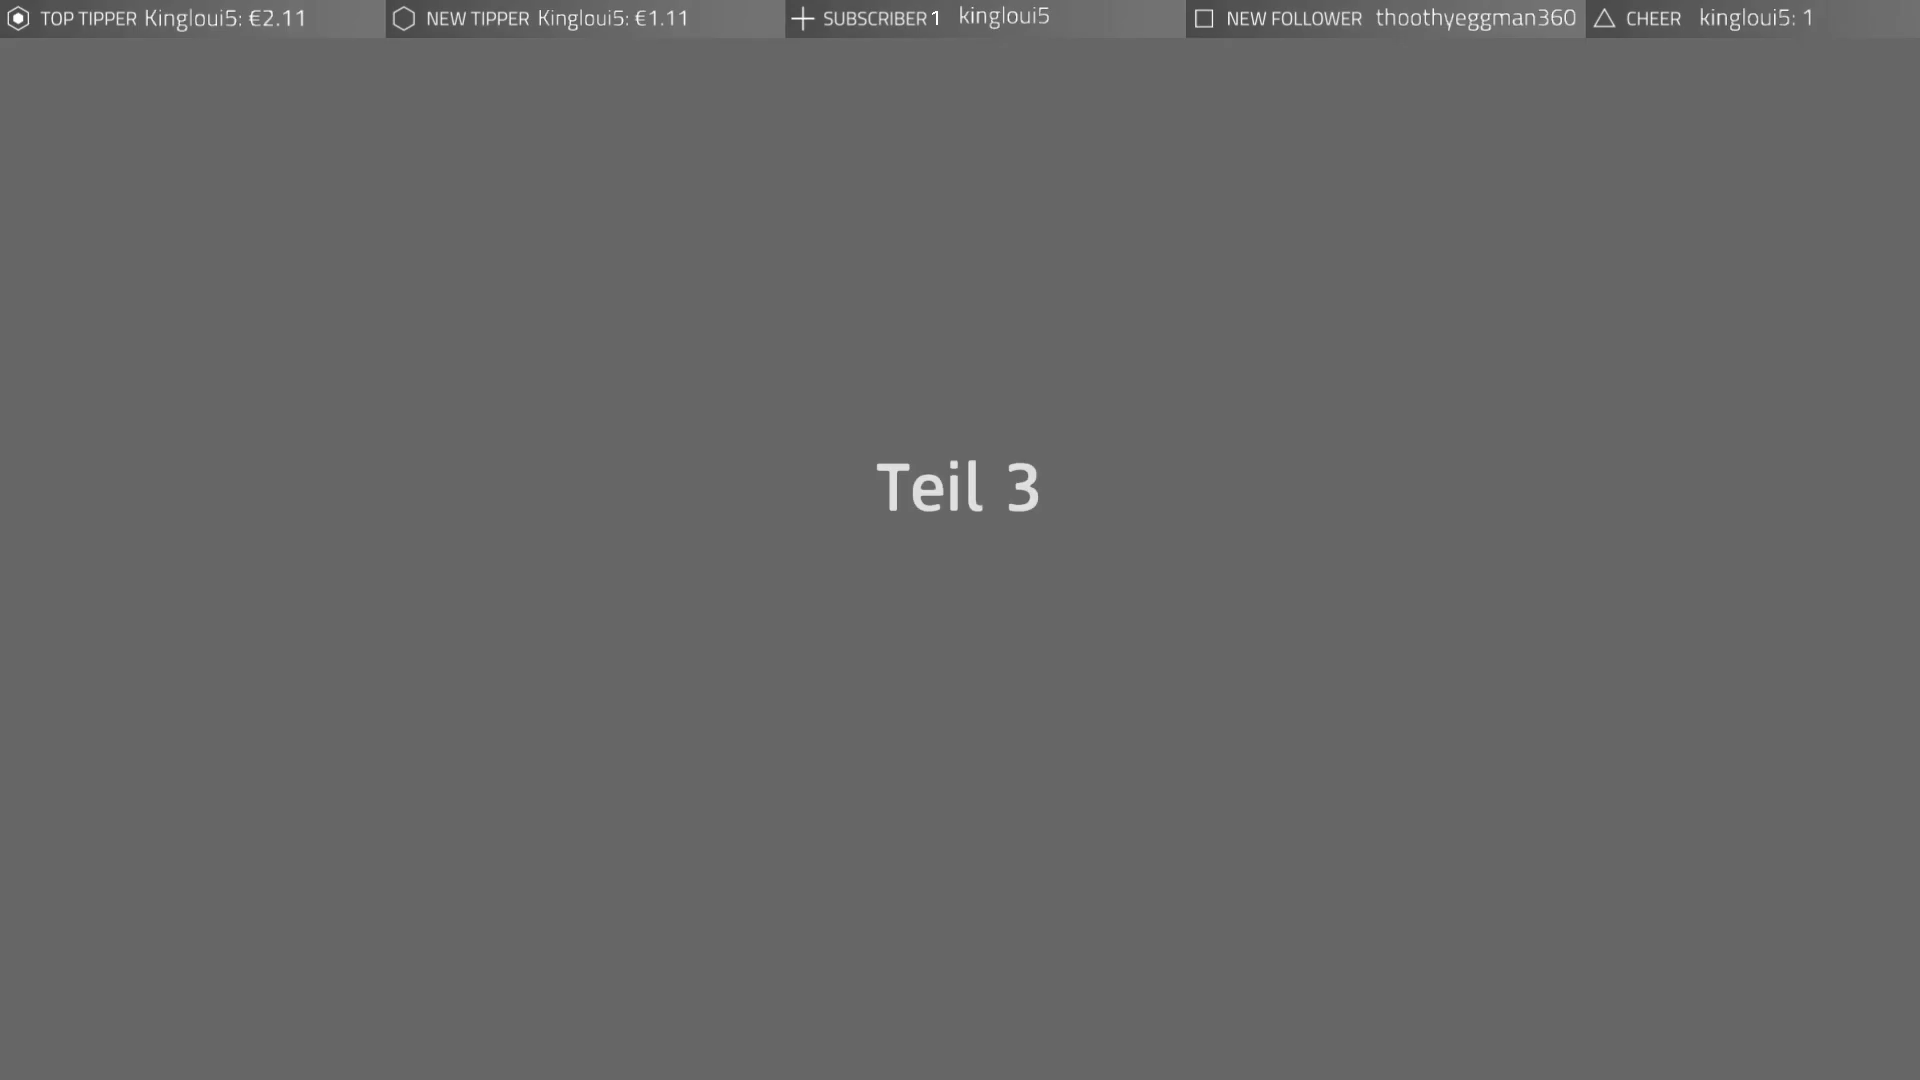 TOP TIPPER Kingloui5: €2.11 NEW TIPPER Kingloui5: €1.11 SUBSCRIBER 1 kingloui5 NEW FOLLOWER thoothyeggman360 CHEER kingloui5: 1
Teil 3